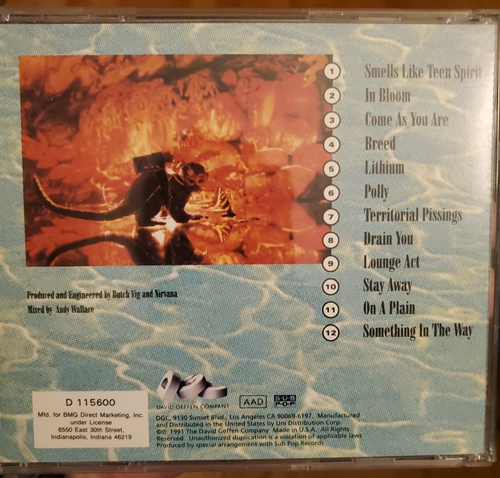 1 Smells Like Teen Spirit
2 In Bloom
3 Come As You Are
4 Breed
5 Lithium
6 Polly
7 Territorial Pissings
8 Drain You
9 Lounge Act
10 Stay Away
11 On A Plain
12 Something In The Way
Produced and Engineered by Butch Vig and Nirvana
Mixed by Andy Wallace
D 115600
Mfd. for BMG Direct Marketing, Inc.
under License
6550 East 30th Street,
Indianapolis, Indiana 46219
DAVID GEFFEN COMPANY
AAD
SUB
POP
DGC, 9130 Sunset Blvd., Los Angeles CA 90069-6197. Manufactured
and Distributed in the United States by Uni Distribution Corp.
℗© 1991 The David Geffen Company Made in U.S.A. All Rights
Reserved. Unauthorized duplication is a violation of applicable laws
Produced by special arrangement with Sub Pop Records